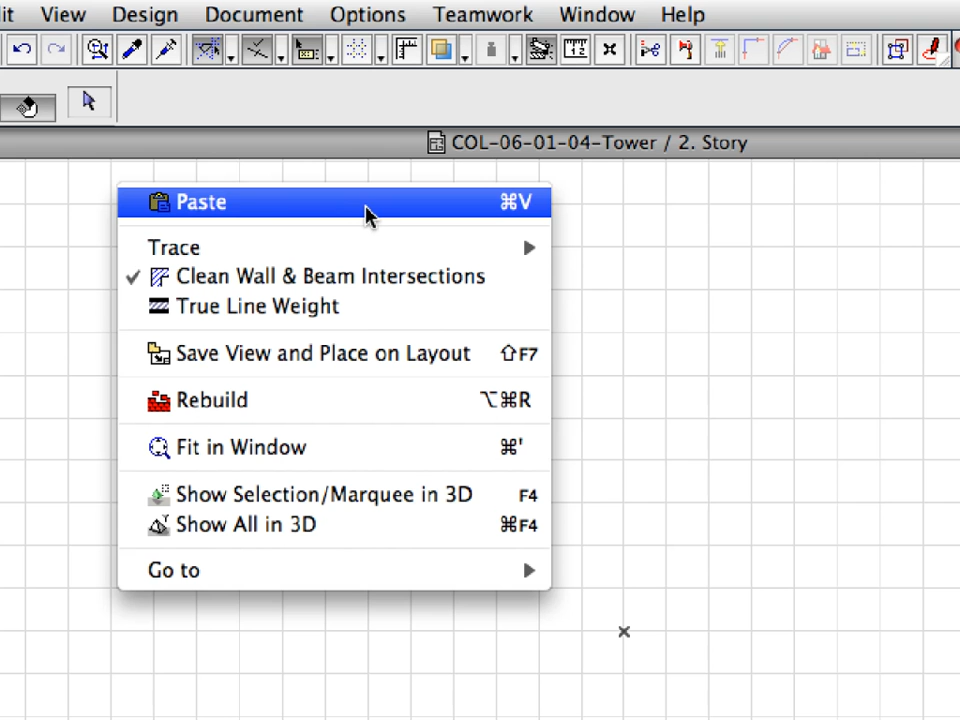 it View Design Document Options Teamwork Window Help
COL-06-01-04-Tower / 2. Story
Paste ⌘V
Trace
Clean Wall & Beam Intersections
True Line Weight
Save View and Place on Layout ⇧F7
Rebuild ⌥⌘R
Fit in Window ⌘'
Show Selection/Marquee in 3D F4
Show All in 3D ⌘F4
Go to